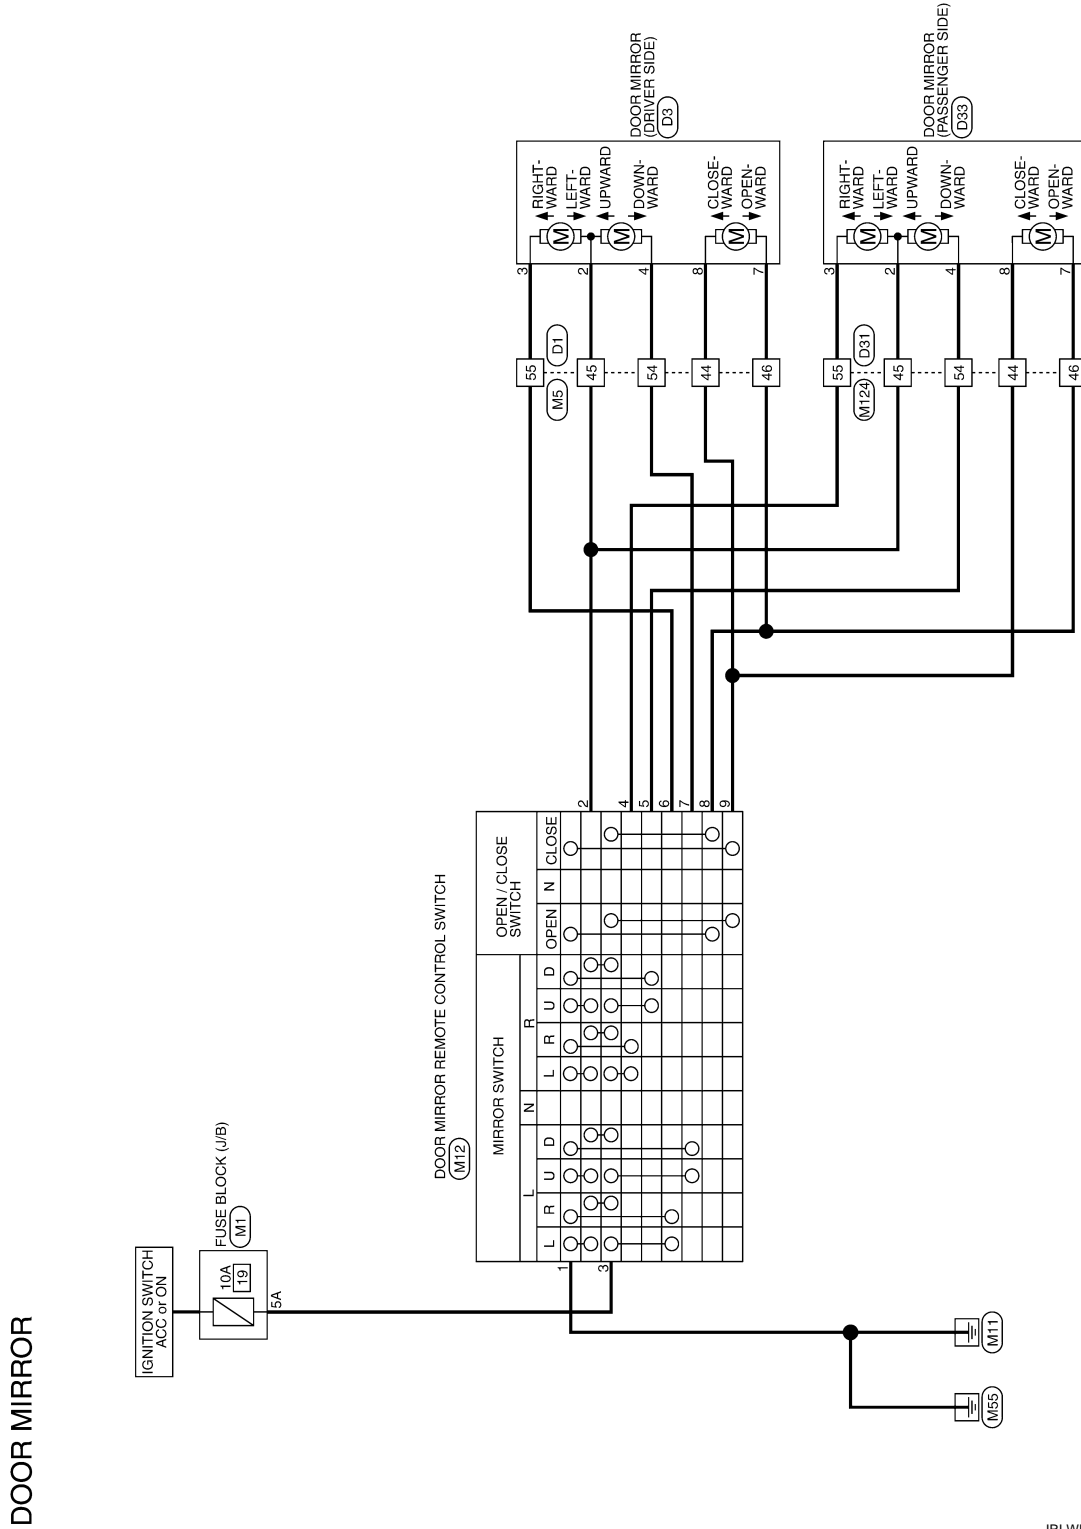 DOOR MIRROR
IGNITION SWITCH
ACC or ON
FUSE BLOCK (J/B)
M1
10A
19
5A
DOOR MIRROR REMOTE CONTROL SWITCH
M12
MIRROR SWITCH
OPEN / CLOSE
SWITCH
L
N
R
L
R
U
D
L
R
U
D
OPEN
N
CLOSE
1
3
2
4
5
6
7
8
9
M55
M11
M5
D1
55
45
54
44
46
3
2
4
8
7
RIGHT-
WARD
LEFT-
WARD
UPWARD
DOWN-
WARD
CLOSE-
WARD
OPEN-
WARD
M
M
M
DOOR MIRROR
(DRIVER SIDE)
D3
M124
D31
55
45
54
44
46
3
2
4
8
7
RIGHT-
WARD
LEFT-
WARD
UPWARD
DOWN-
WARD
CLOSE-
WARD
OPEN-
WARD
M
M
M
DOOR MIRROR
(PASSENGER SIDE)
D33